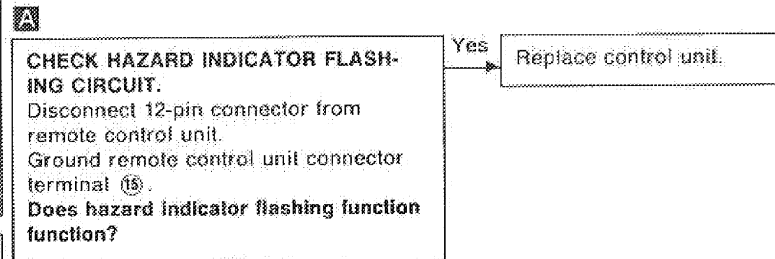 A
CHECK HAZARD INDICATOR FLASH-
ING CIRCUIT.
Disconnect 12-pin connector from
remote control unit.
Ground remote control unit connector
terminal ⑮.
Does hazard indicator flashing function
function?
Yes
Replace control unit.